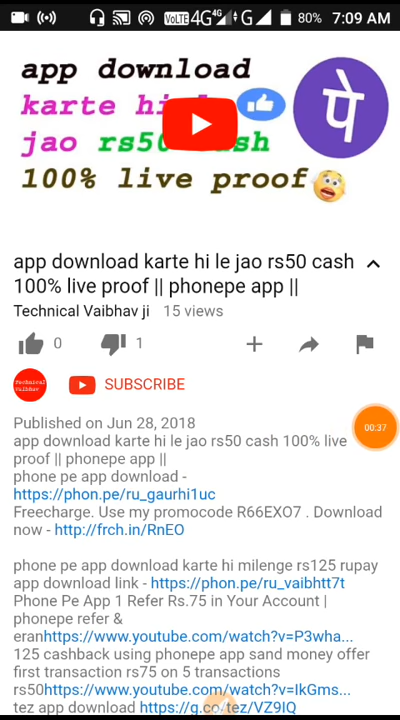 VoLTE 4G 4G G 80% 7:09 AM
app download
karte hi
jao rs50 cash
100% live proof
पे
app download karte hi le jao rs50 cash
100% live proof || phonepe app ||
Technical Vaibhav ji 15 views
0 1
Technical
Vaibhav
SUBSCRIBE
Published on Jun 28, 2018
00:37
app download karte hi le jao rs50 cash 100% live
proof || phonepe app ||
phone pe app download -
https://phon.pe/ru_gaurhi1uc
Freecharge. Use my promocode R66EXO7 . Download
now - http://frch.in/RnEO
phone pe app download karte hi milenge rs125 rupay
app download link - https://phon.pe/ru_vaibhtt7t
Phone Pe App 1 Refer Rs.75 in Your Account |
phonepe refer &
eranhttps://www.youtube.com/watch?v=P3wha...
125 cashback using phonepe app sand money offer
first transaction rs75 on 5 transactions
rs50https://www.youtube.com/watch?v=IkGms...
tez app download https://g.co/tez/VZ9IQ